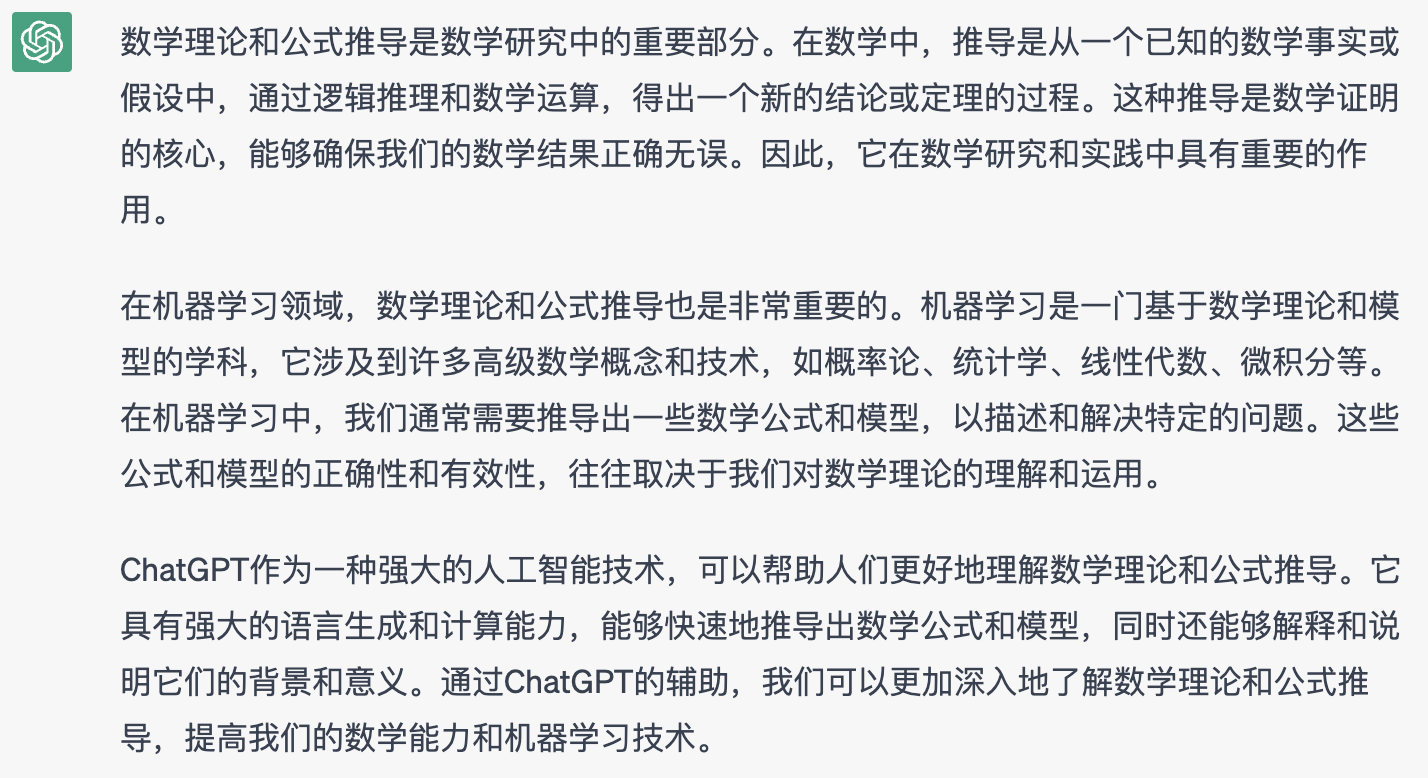 数学理论和公式推导是数学研究中的重要部分。在数学中，推导是从一个已知的数学事实或
假设中，通过逻辑推理和数学运算，得出一个新的结论或定理的过程。这种推导是数学证明
的核心，能够确保我们的数学结果正确无误。因此，它在数学研究和实践中具有重要的作
用。
在机器学习领域，数学理论和公式推导也是非常重要的。机器学习是一门基于数学理论和模
型的学科，它涉及到许多高级数学概念和技术，如概率论、统计学、线性代数、微积分等。
在机器学习中，我们通常需要推导出一些数学公式和模型，以描述和解决特定的问题。这些
公式和模型的正确性和有效性，往往取决于我们对数学理论的理解和运用。
ChatGPT作为一种强大的人工智能技术，可以帮助人们更好地理解数学理论和公式推导。它
具有强大的语言生成和计算能力，能够快速地推导出数学公式和模型，同时还能够解释和说
明它们的背景和意义。通过ChatGPT的辅助，我们可以更加深入地了解数学理论和公式推
导，提高我们的数学能力和机器学习技术。